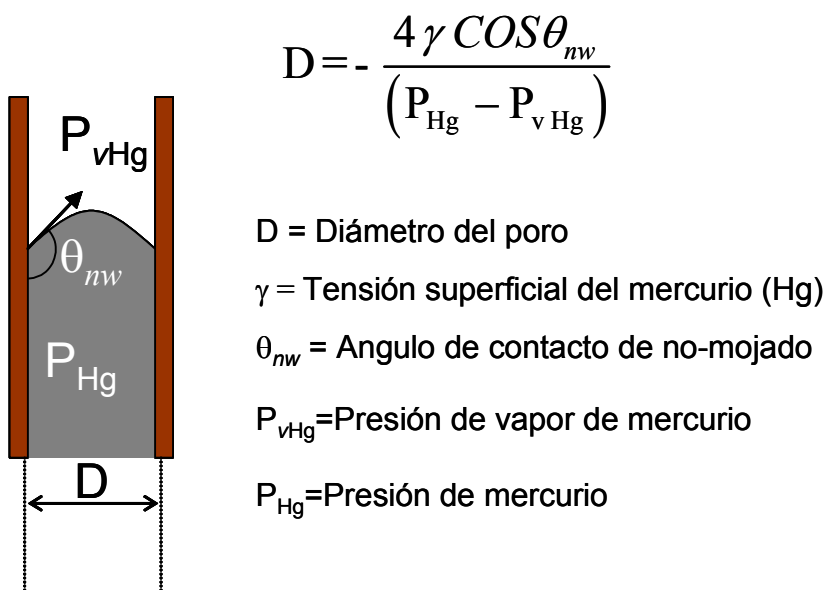 D = - 4 γ COSθnw / (PHg – Pv Hg)
PvHg
θnw
PHg
D
D = Diámetro del poro
γ = Tensión superficial del mercurio (Hg)
θnw = Angulo de contacto de no-mojado
PvHg=Presión de vapor de mercurio
PHg=Presión de mercurio